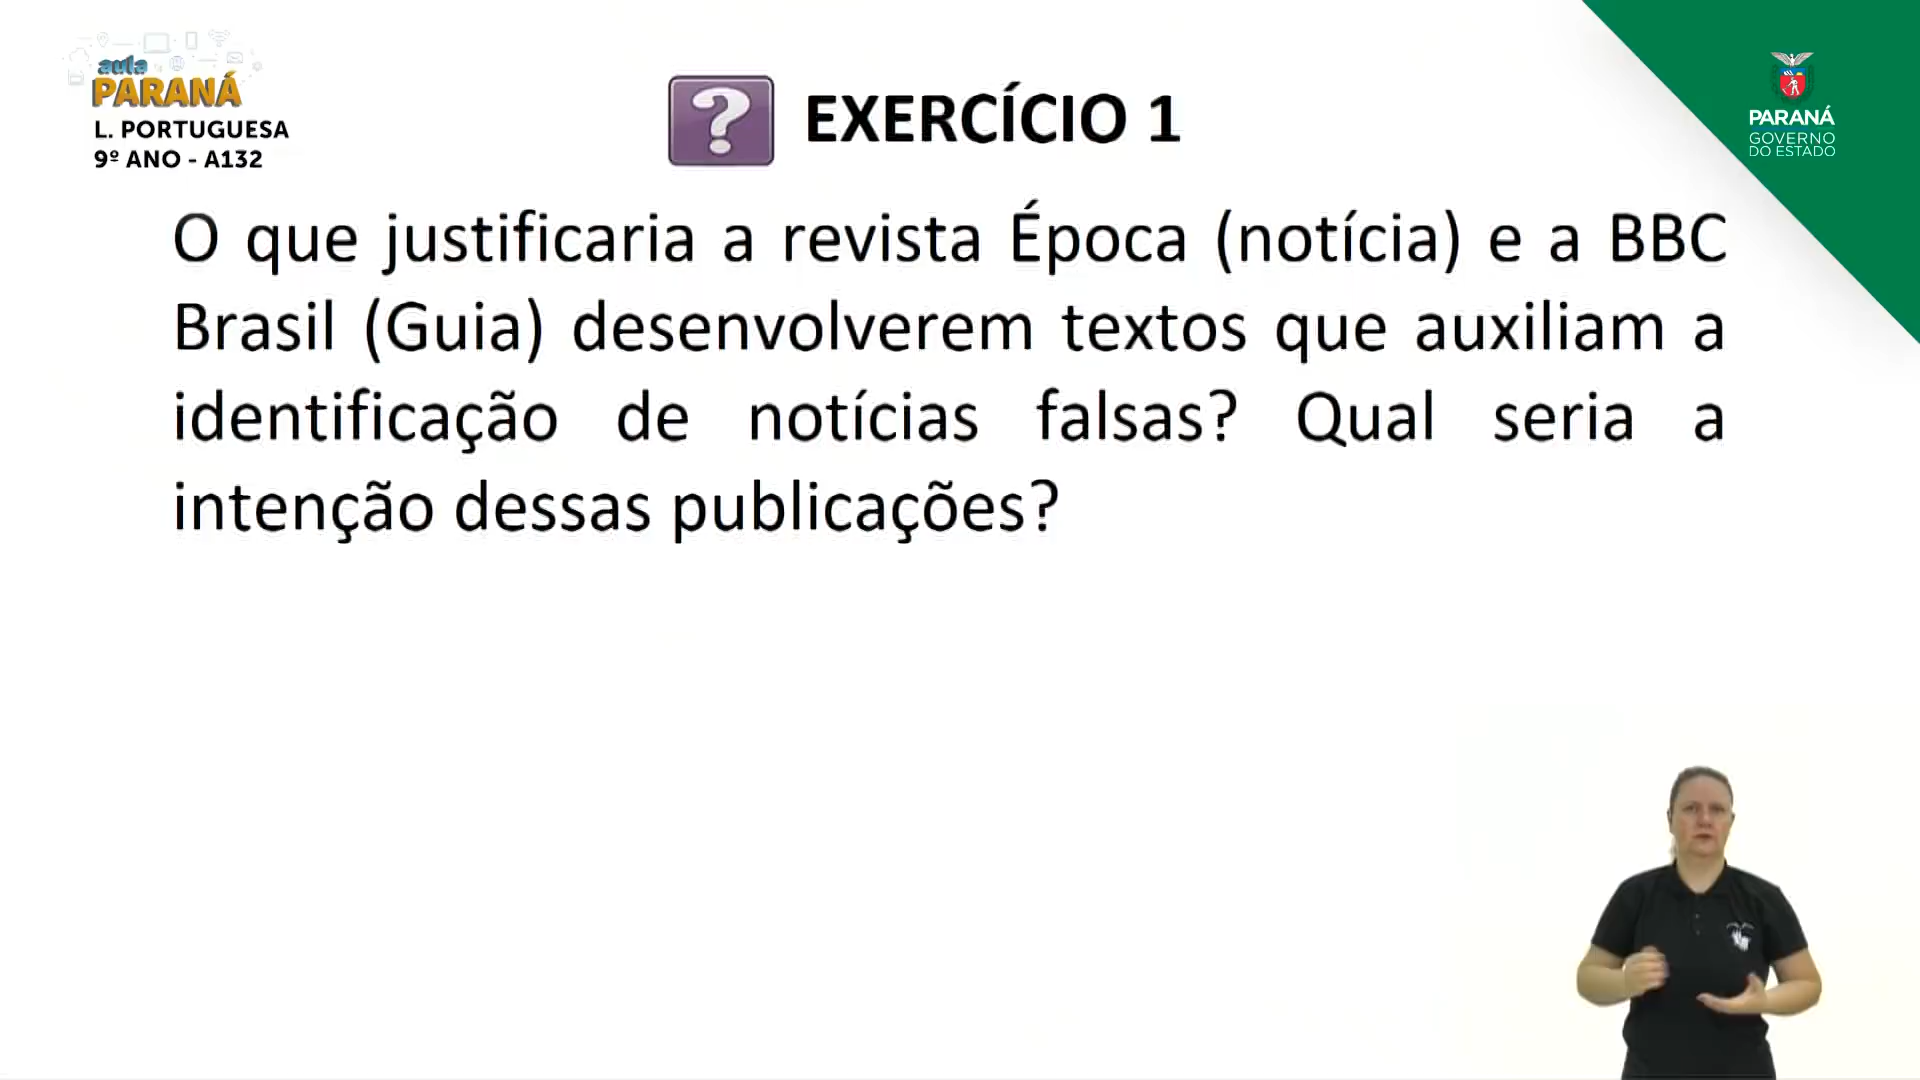 aula
PARANÁ
L. PORTUGUESA
9º ANO - A132
EXERCÍCIO 1
PARANÁ
GOVERNO
DO ESTADO
O que justificaria a revista Época (notícia) e a BBC
Brasil (Guia) desenvolverem textos que auxiliam a
identificação de notícias falsas? Qual seria a
intenção dessas publicações?